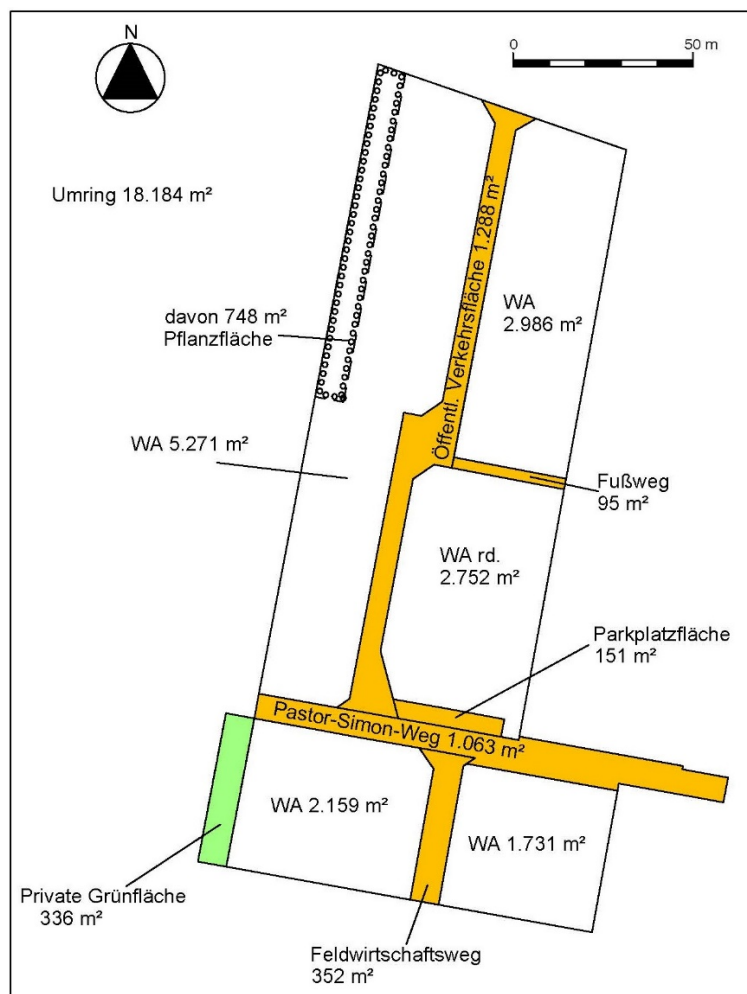 N
0
50 m
Umring 18.184 m²
Öffentl. Verkehrsfläche 1.288 m²
WA
2.986 m²
davon 748 m²
Pflanzfläche
WA 5.271 m²
Fußweg
95 m²
WA rd.
2.752 m²
Parkplatzfläche
151 m²
Pastor-Simon-Weg 1.063 m²
WA 2.159 m²
WA 1.731 m²
Private Grünfläche
336 m²
Feldwirtschaftsweg
352 m²